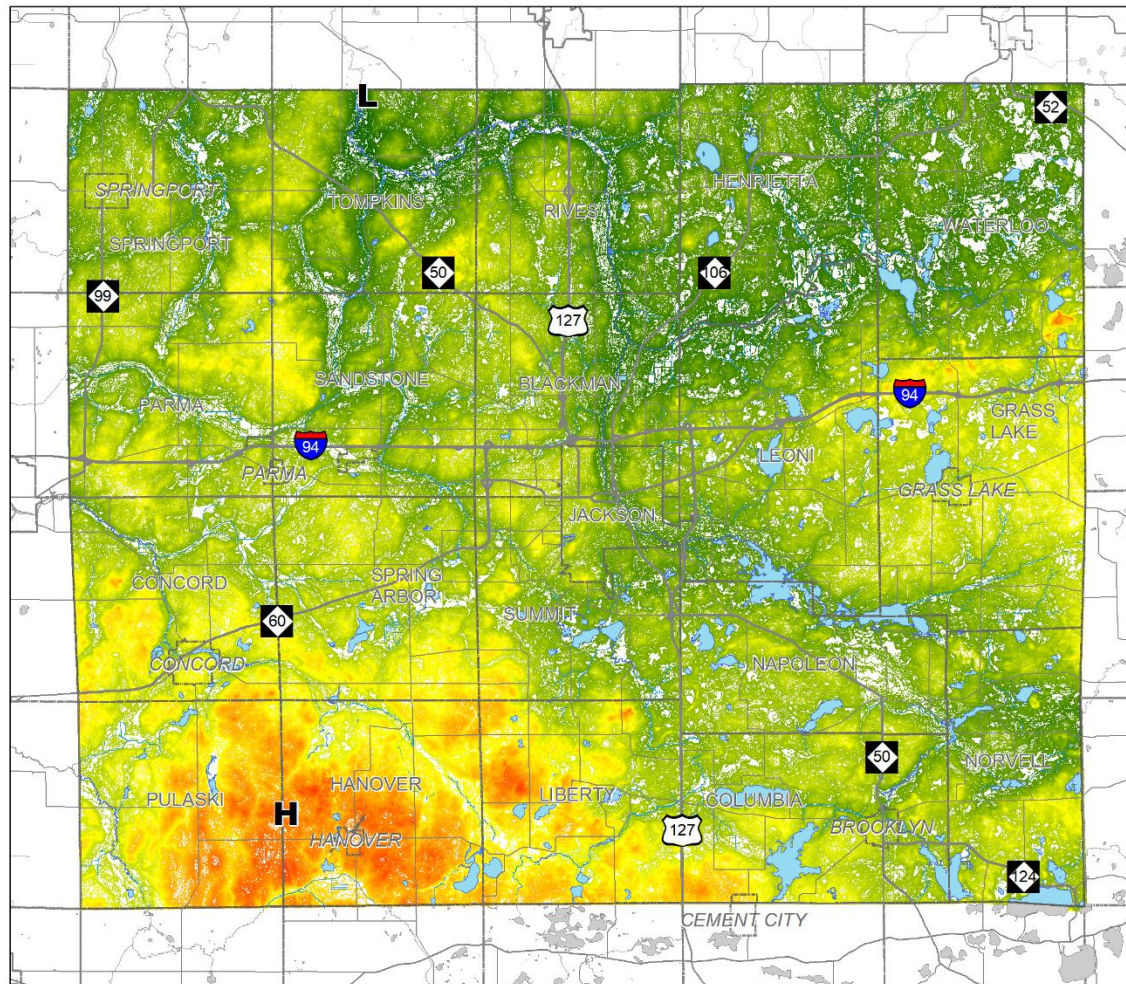 L
52
HENRIETTA
SPRINGPORT
TOMPKINS
RIVES
WATERLOO
SPRINGPORT
50
106
99
127
SANDSTONE
BLACKMAN
94
PARMA
GRASS
LAKE
94
LEONI
PARMA
GRASS LAKE
JACKSON
CONCORD
SPRING
ARBOR
60
SUMMIT
CONCORD
NAPOLEON
50
NORVELL
HANOVER
PULASKI
LIBERTY
COLUMBIA
H
127
BROOKLYN
HANOVER
124
CEMENT CITY